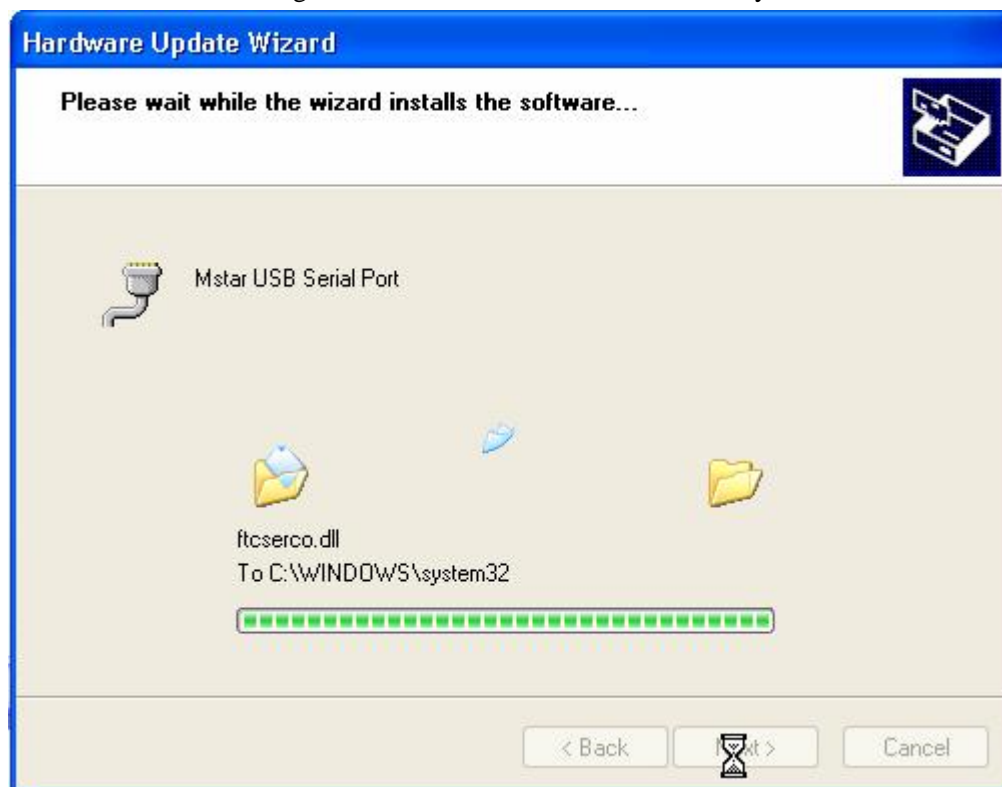 Hardware Update Wizard
Please wait while the wizard installs the software...
Mstar USB Serial Port
ftcserco.dll
To C:\WINDOWS\system32
< Back
Cancel